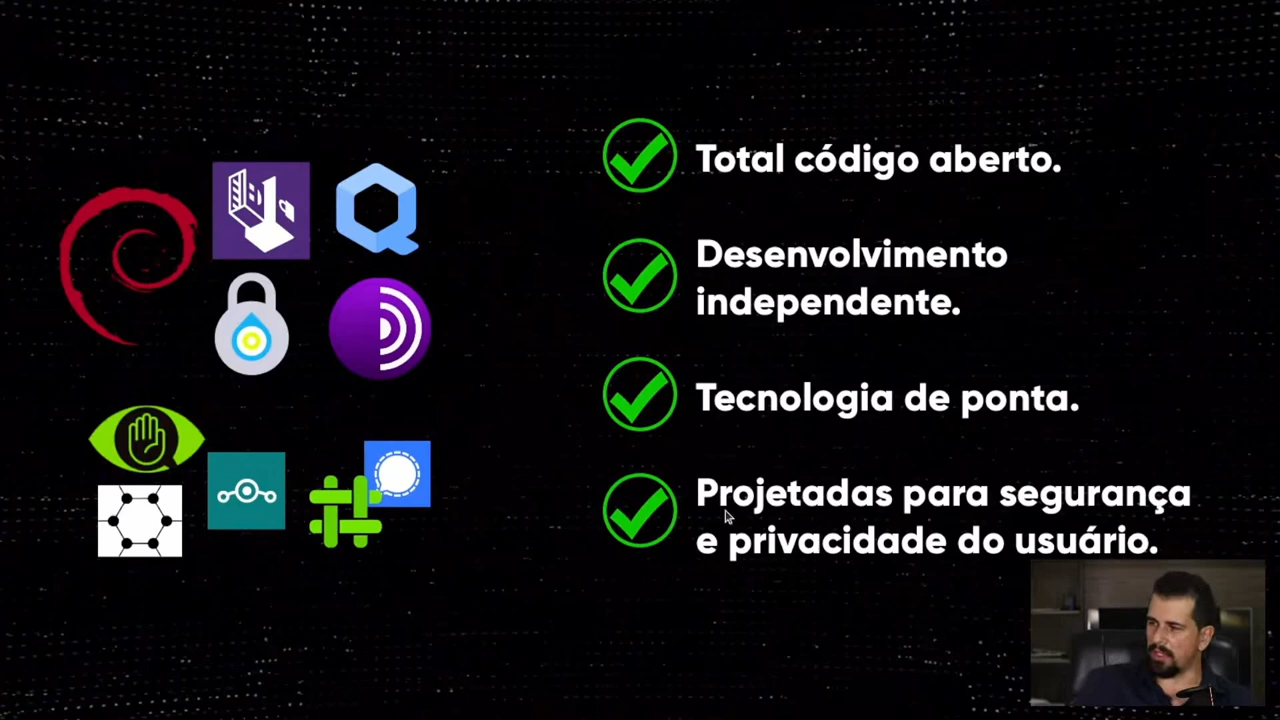 Total código aberto.
Desenvolvimento
independente.
Tecnologia de ponta.
Projetadas para segurança
e privacidade do usuário.